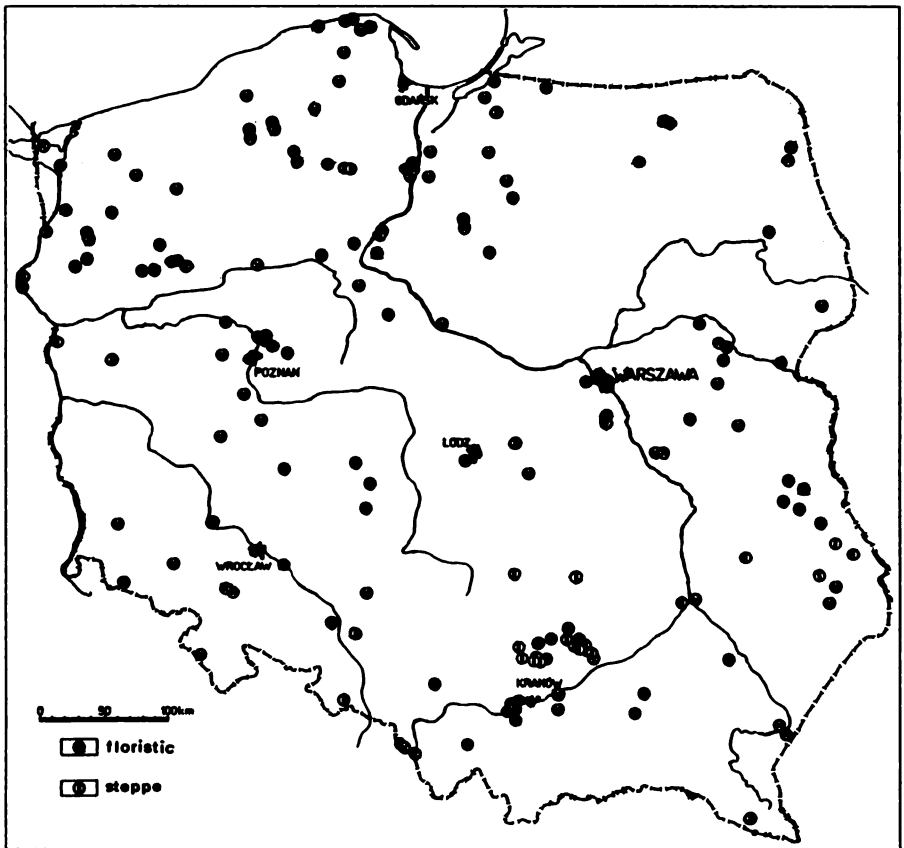 GDAŃSK
POZNAŃ
WARSZAWA
ŁÓDŹ
WROCŁAW
KRAKÓW
0 50 100km
floristic
steppe